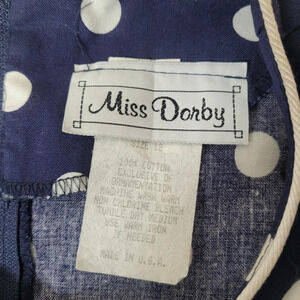 Miss Dorby
SIZE 12
100% COTTON
EXCLUSIVE OF
ORNAMENTATION
MACHINE WASH WARM
NON CHLORINE BLEACH
TUMBLE DRY MEDIUM
USE WARM IRON
IF NEEDED
MADE IN U.S.A.